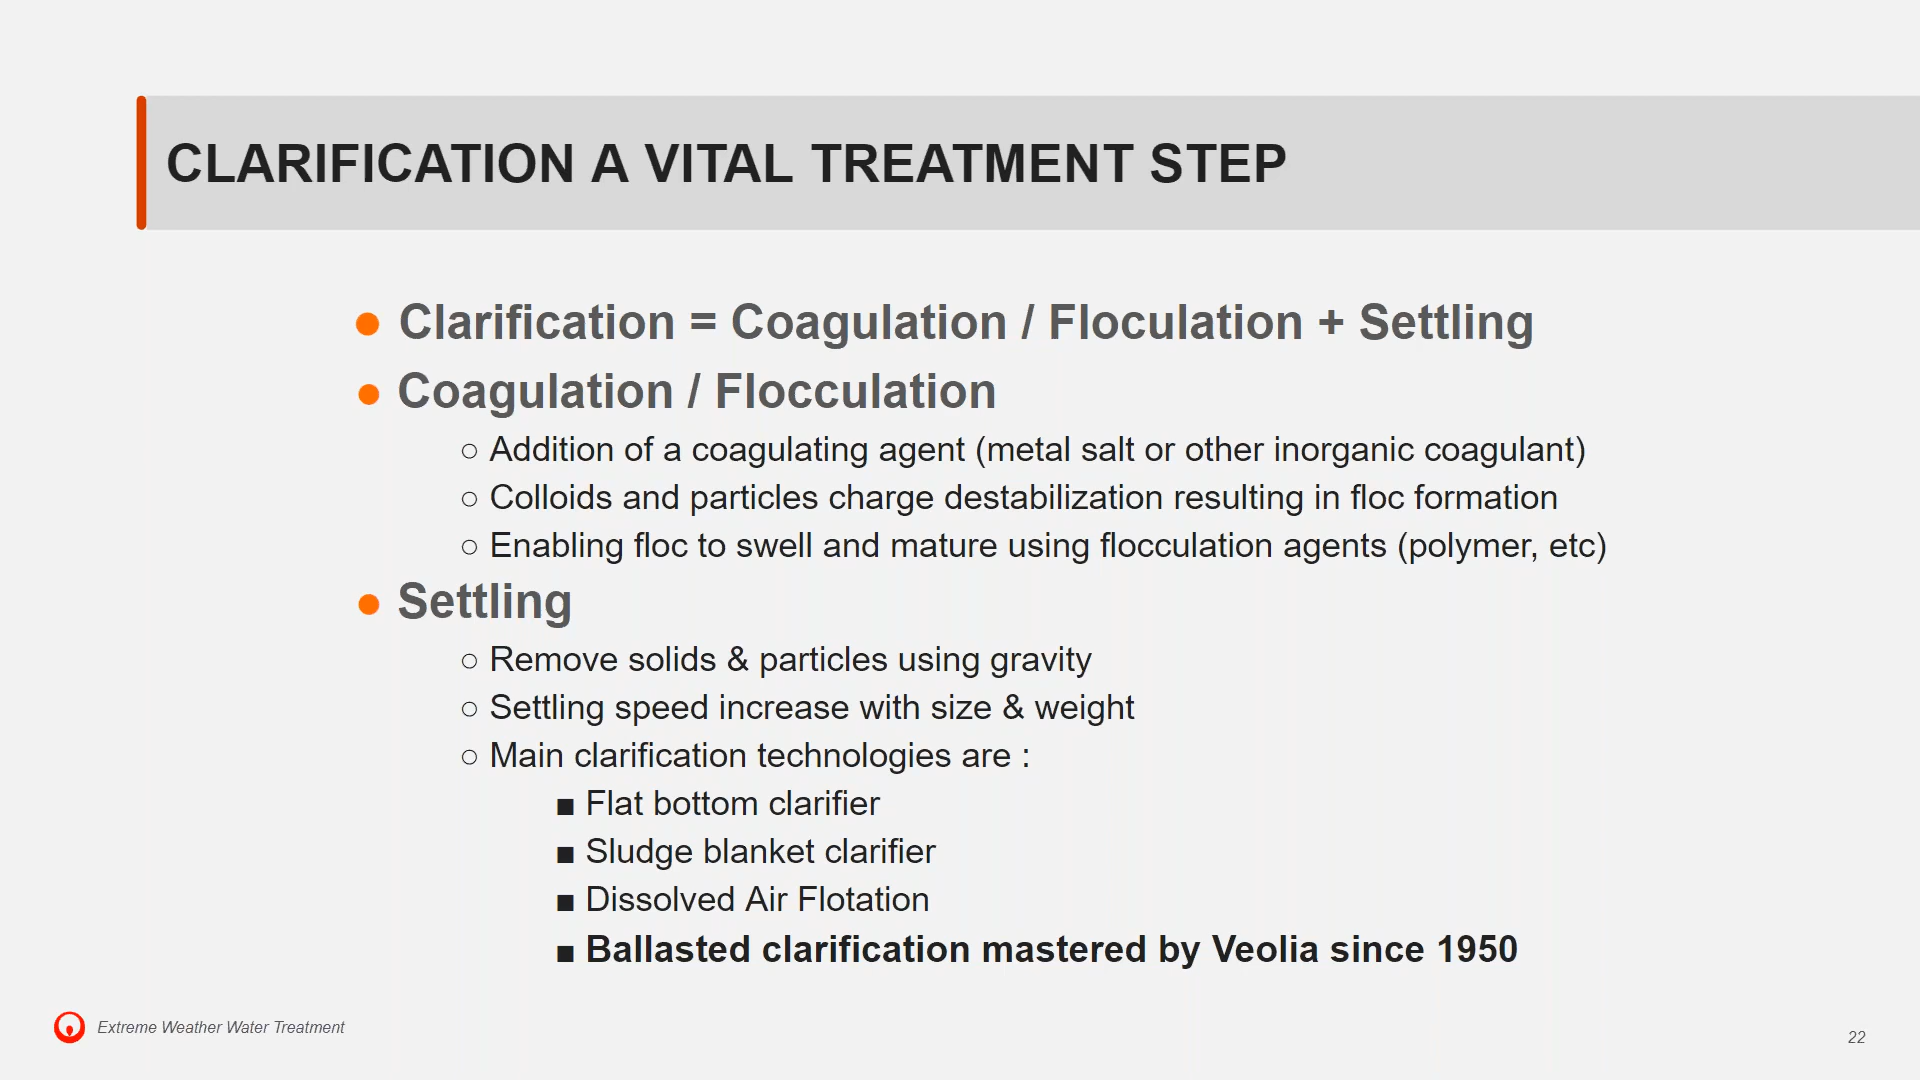 CLARIFICATION A VITAL TREATMENT STEP
● Clarification = Coagulation / Floculation + Settling
● Coagulation / Flocculation
○ Addition of a coagulating agent (metal salt or other inorganic coagulant)
○ Colloids and particles charge destabilization resulting in floc formation
○ Enabling floc to swell and mature using flocculation agents (polymer, etc)
● Settling
○ Remove solids & particles using gravity
○ Settling speed increase with size & weight
○ Main clarification technologies are :
■ Flat bottom clarifier
■ Sludge blanket clarifier
■ Dissolved Air Flotation
■ Ballasted clarification mastered by Veolia since 1950
Extreme Weather Water Treatment
22